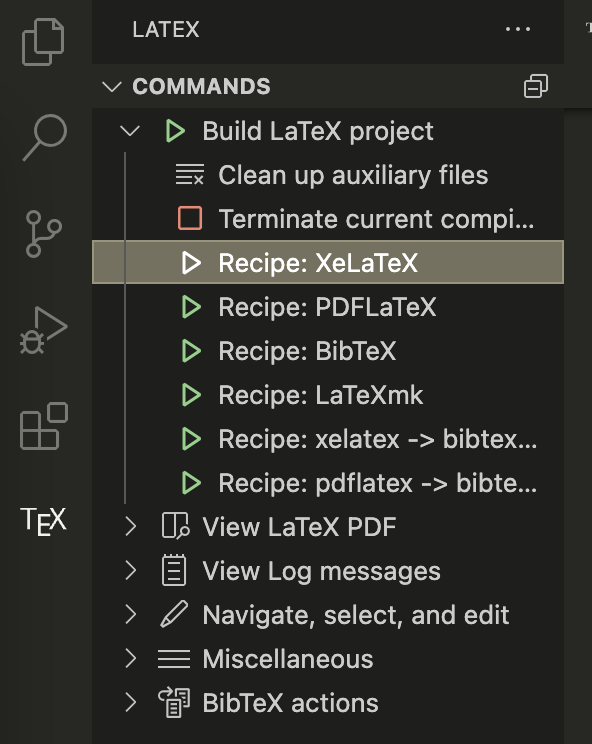 LATEX
COMMANDS
Build LaTeX project
Clean up auxiliary files
Terminate current compi...
Recipe: XeLaTeX
Recipe: PDFLaTeX
Recipe: BibTeX
Recipe: LaTeXmk
Recipe: xelatex -> bibtex...
Recipe: pdflatex -> bibte...
TEX
View LaTeX PDF
View Log messages
Navigate, select, and edit
Miscellaneous
BibTeX actions